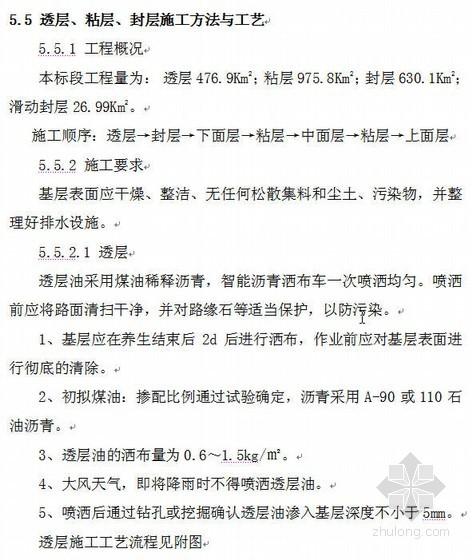 5.5 透层、粘层、封层施工方法与工艺
5.5.1 工程概况
本标段工程量为： 透层 476.9Km²；粘层 975.8Km²；封层 630.1Km²；
滑动封层 26.99Km²。
施工顺序：透层→封层→下面层→粘层→中面层→粘层→上面层
5.5.2 施工要求
基层表面应干燥、整洁、无任何松散集料和尘土、污染物，并整
理好排水设施。
5.5.2.1 透层
透层油采用煤油稀释沥青，智能沥青洒布车一次喷洒均匀。喷洒
前应将路面清扫干净，并对路缘石等适当保护，以防污染。
1、基层应在养生结束后 2d 后进行洒布，作业前应对基层表面进
行彻底的清除。
2、初拟煤油：掺配比例通过试验确定，沥青采用 A-90 或 110 石
油沥青。
3、透层油的洒布量为 0.6～1.5kg/㎡。
4、大风天气，即将降雨时不得喷洒透层油。
5、喷洒后通过钻孔或挖掘确认透层油渗入基层深度不小于 5mm。
透层施工工艺流程见附图
zhulong.com